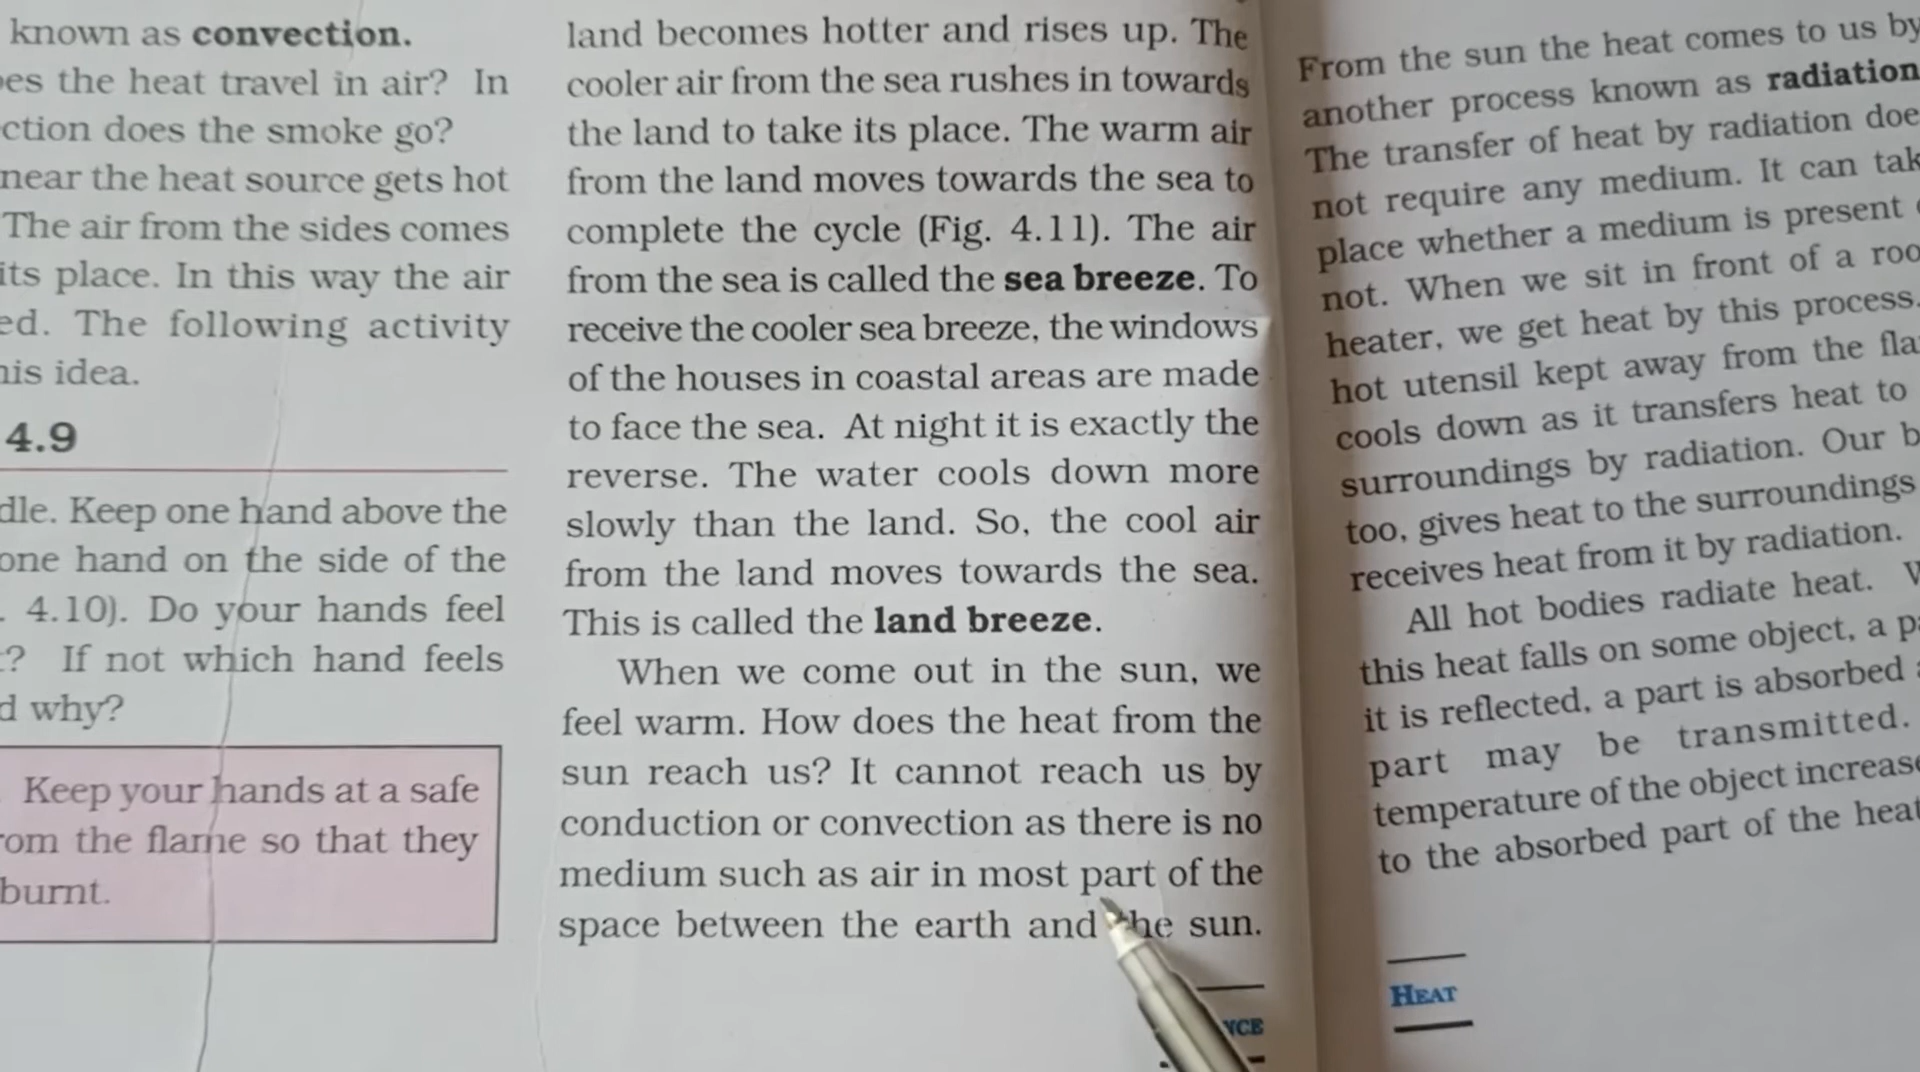 known as convection.
es the heat travel in air? In
ction does the smoke go?
near the heat source gets hot
The air from the sides comes
its place. In this way the air
ed. The following activity
is idea.
4.9
dle. Keep one hand above the
one hand on the side of the
4.10). Do your hands feel
? If not which hand feels
d why?
Keep your hands at a safe
rom the flame so that they
burnt.
land becomes hotter and rises up. The
cooler air from the sea rushes in towards
the land to take its place. The warm air
from the land moves towards the sea to
complete the cycle (Fig. 4.11). The air
from the sea is called the sea breeze. To
receive the cooler sea breeze, the windows
of the houses in coastal areas are made
to face the sea. At night it is exactly the
reverse. The water cools down more
slowly than the land. So, the cool air
from the land moves towards the sea.
This is called the land breeze.
When we come out in the sun, we
feel warm. How does the heat from the
sun reach us? It cannot reach us by
conduction or convection as there is no
medium such as air in most part of the
space between the earth and the sun.
NCE
From the sun the heat comes to us by
another process known as radiation
The transfer of heat by radiation doe
not require any medium. It can tak
place whether a medium is present
not. When we sit in front of a roo
heater, we get heat by this process.
hot utensil kept away from the fla
cools down as it transfers heat to
surroundings by radiation. Our b
too, gives heat to the surroundings
receives heat from it by radiation.
All hot bodies radiate heat. W
this heat falls on some object, a pa
it is reflected, a part is absorbed
part may be transmitted.
temperature of the object increase
to the absorbed part of the heat
HEAT